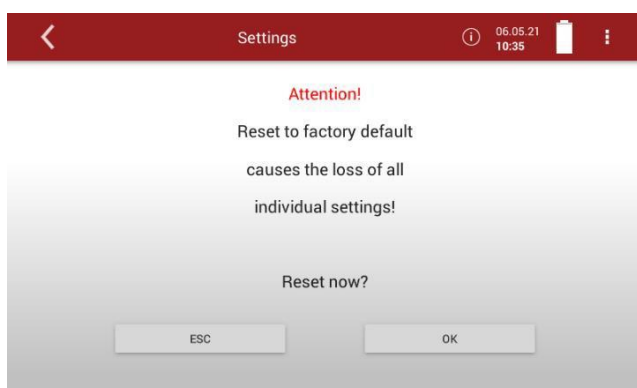 Settings
06.05.21
10:35
Attention!
Reset to factory default
causes the loss of all
individual settings!
Reset now?
ESC
OK